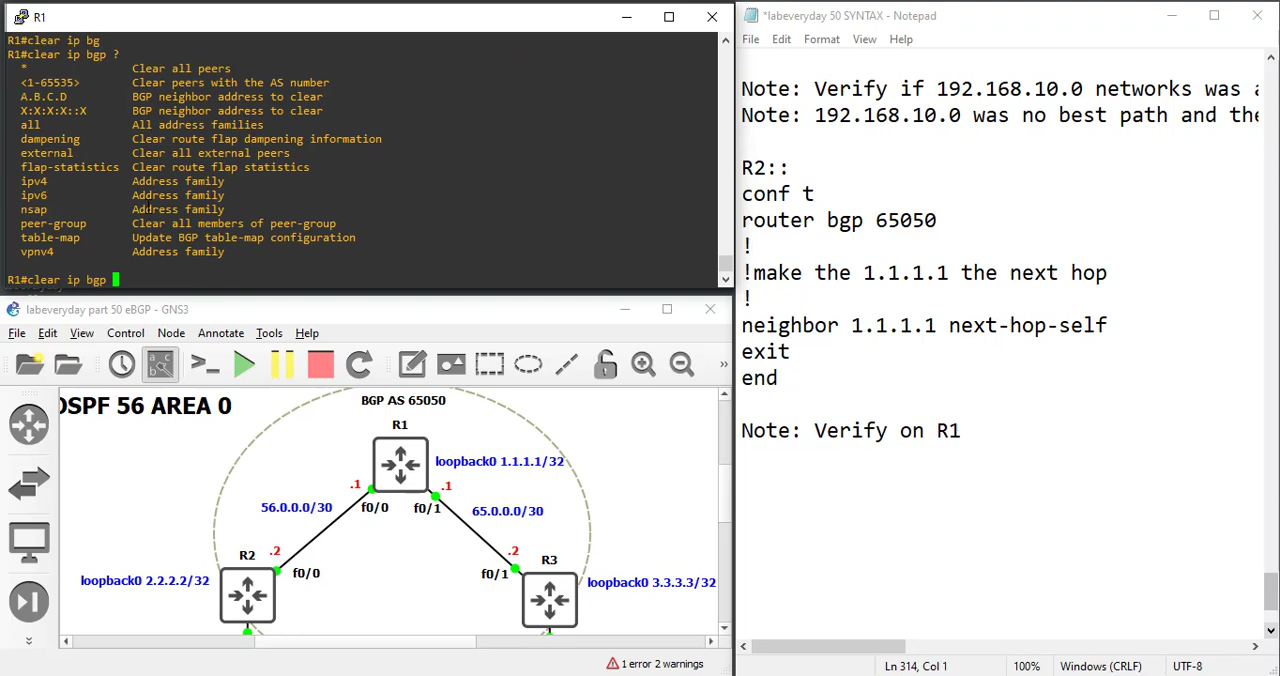 R1
R1#clear ip bg
R1#clear ip bgp ?
* Clear all peers
<1-65535> Clear peers with the AS number
A.B.C.D BGP neighbor address to clear
X:X:X:X::X BGP neighbor address to clear
all All address families
dampening Clear route flap dampening information
external Clear all external peers
flap-statistics Clear route flap statistics
ipv4 Address family
ipv6 Address family
nsap Address family
peer-group Clear all members of peer-group
table-map Update BGP table-map configuration
vpnv4 Address family
R1#clear ip bgp
labeveryday part 50 eBGP - GNS3
File Edit View Control Node Annotate Tools Help
OSPF 56 AREA 0
BGP AS 65050
R1
loopback0 1.1.1.1/32
.1 .1
56.0.0.0/30 f0/0 f0/1 65.0.0.0/30
R2 .2 .2 R3
loopback0 2.2.2.2/32 f0/0 f0/1 loopback0 3.3.3.3/32
1 error 2 warnings
*labeveryday 50 SYNTAX - Notepad
File Edit Format View Help
Note: Verify if 192.168.10.0 networks was a
Note: 192.168.10.0 was no best path and the
R2::
conf t
router bgp 65050
!
!make the 1.1.1.1 the next hop
!
neighbor 1.1.1.1 next-hop-self
exit
end
Note: Verify on R1
Ln 314, Col 1 100% Windows (CRLF) UTF-8